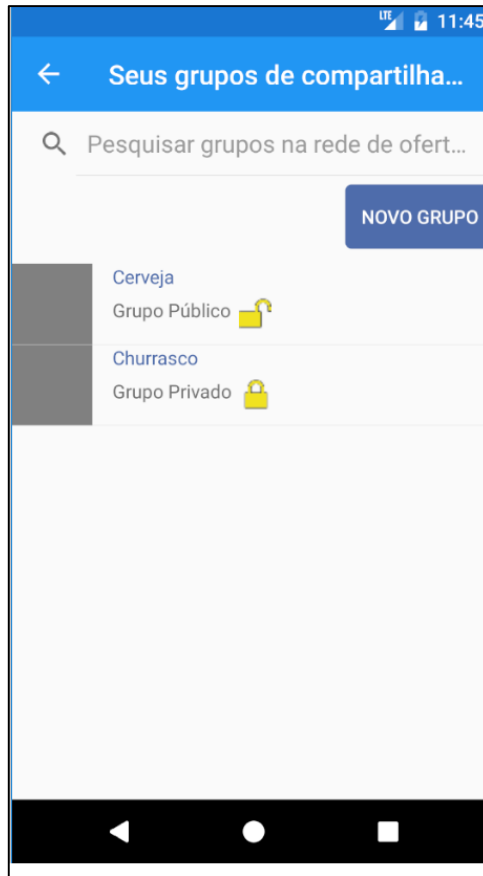 LTE 11:45
Seus grupos de compartilha...
Pesquisar grupos na rede de ofert...
NOVO GRUPO
Cerveja
Grupo Público
Churrasco
Grupo Privado